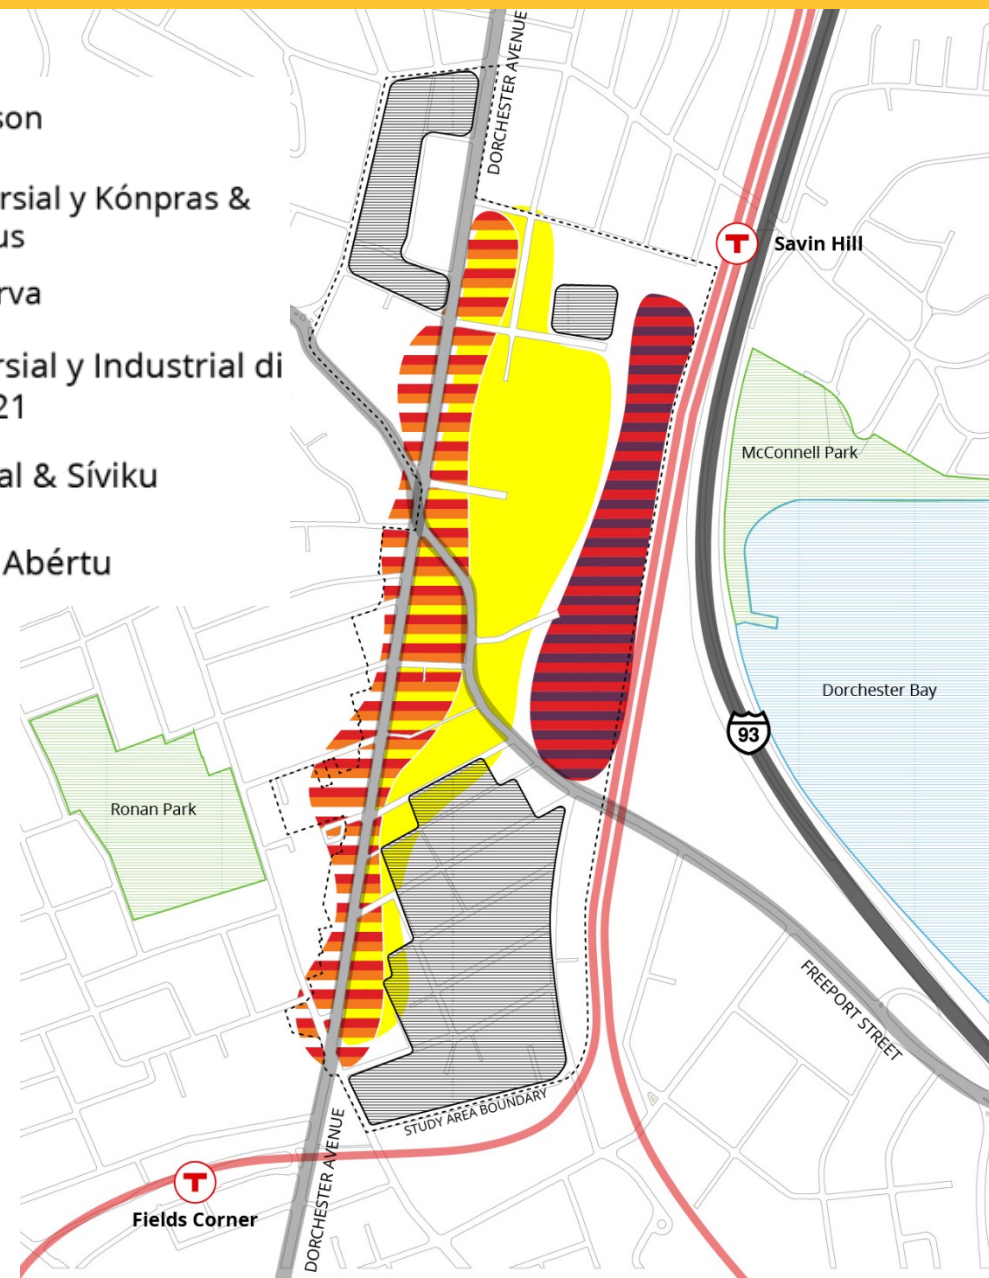 son
rsial y Kónpras &
us
rva
rsial y Industrial di
21
al & Síviku
Abértu
DORCHESTER AVENUE
T
Savin Hill
McConnell Park
Dorchester Bay
93
Ronan Park
FREEPORT STREET
STUDY AREA BOUNDARY
DORCHESTER AVENUE
T
Fields Corner